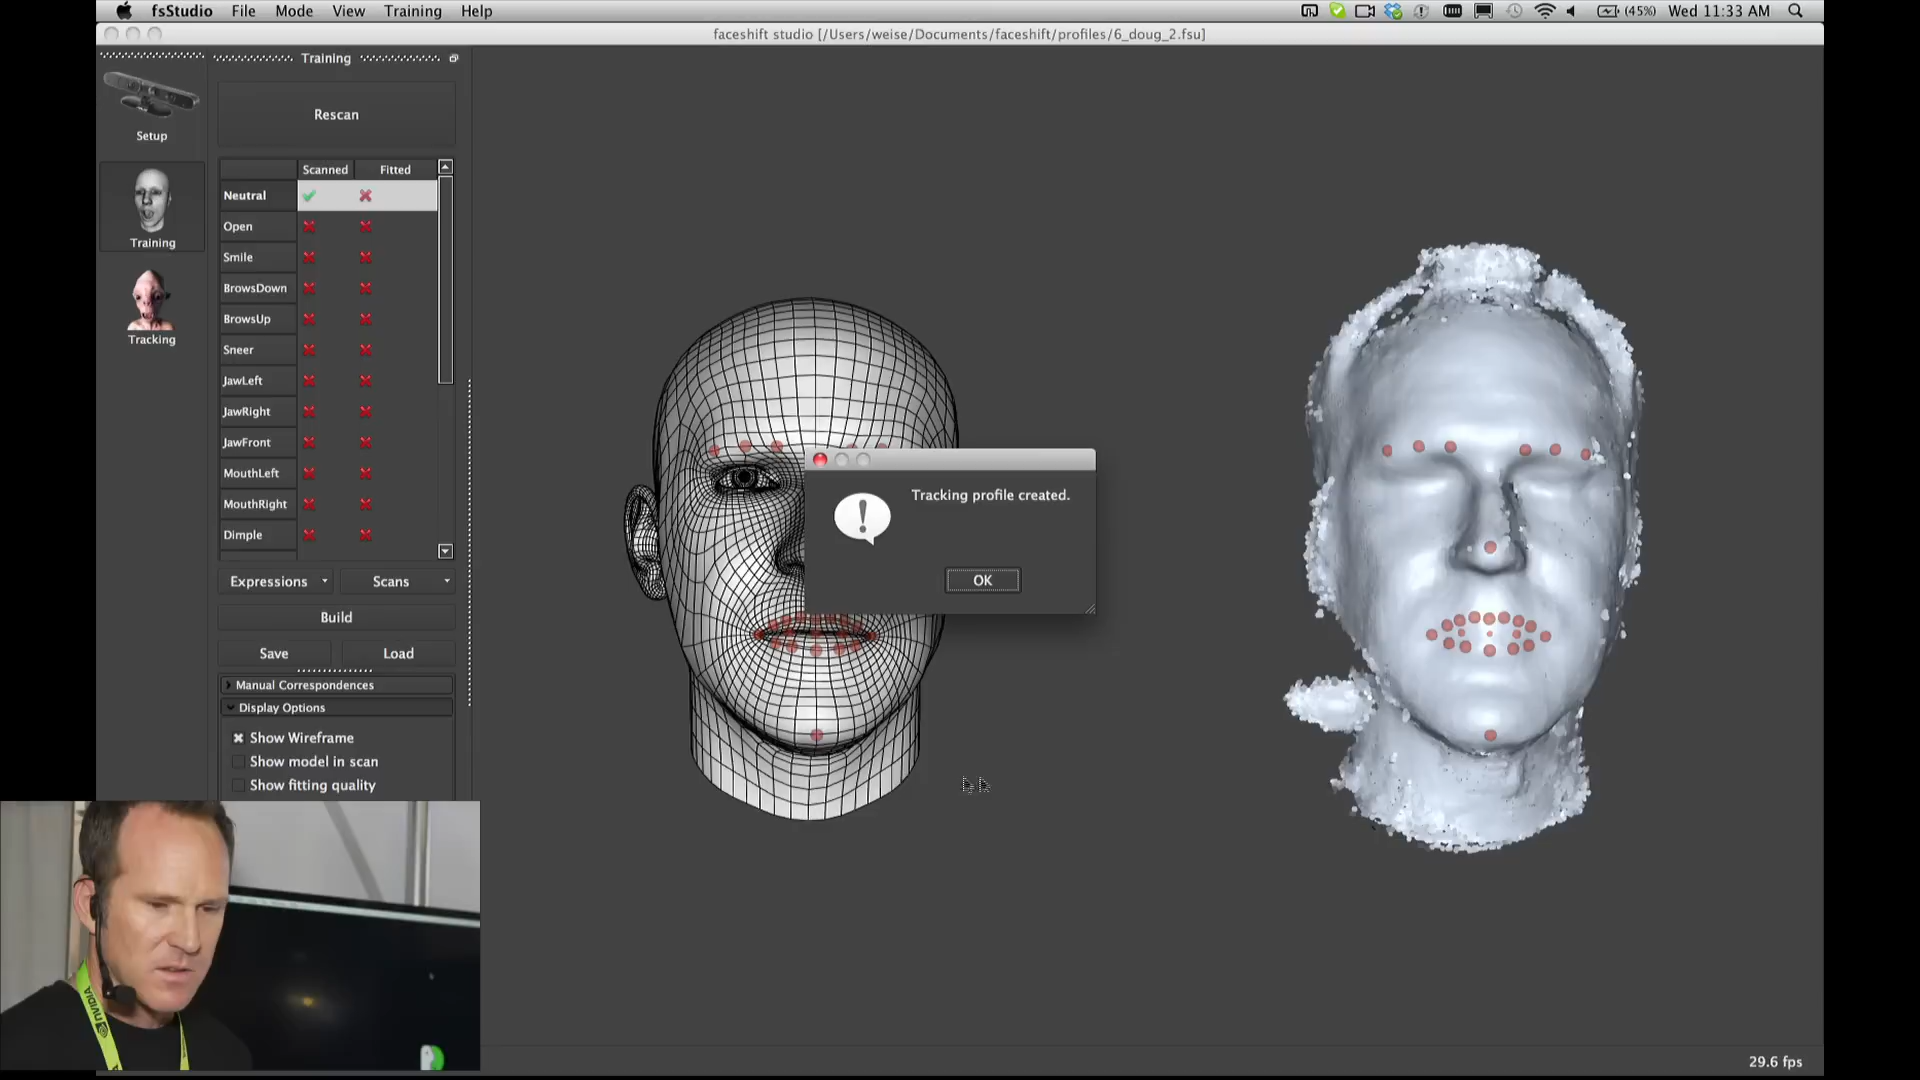 fsStudio File Mode View Training Help
(45%) Wed 11:33 AM
faceshift studio [/Users/weise/Documents/faceshift/profiles/6_doug_2.fsu]
Setup
Training
Tracking
Training
Rescan
Scanned Fitted
Neutral
Open
Smile
BrowsDown
BrowsUp
Sneer
JawLeft
JawRight
JawFront
MouthLeft
MouthRight
Dimple
Expressions Scans
Build
Save Load
Manual Correspondences
Display Options
Show Wireframe
Show model in scan
Show fitting quality
Tracking profile created.
OK
NVIDIA
29.6 fps